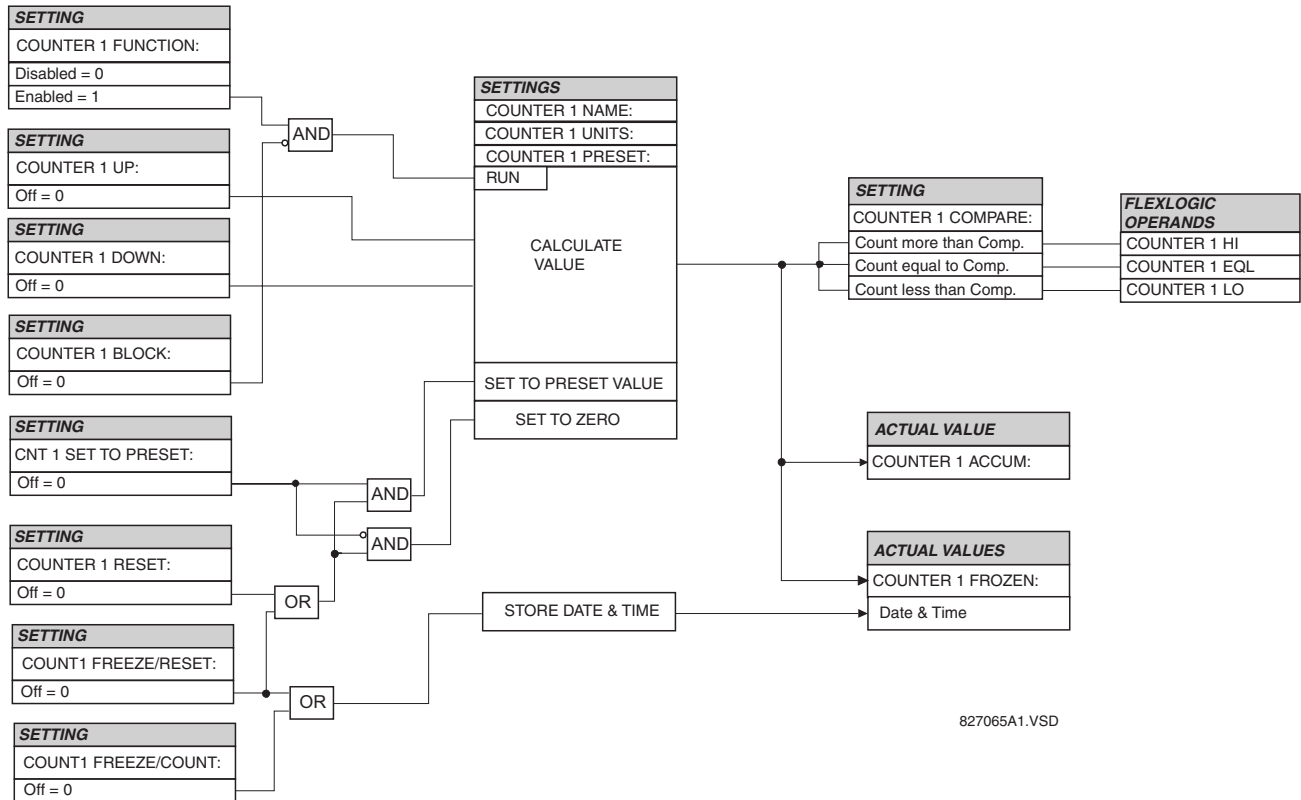 SETTING
COUNTER 1 FUNCTION:
Disabled = 0
Enabled = 1
SETTING
COUNTER 1 UP:
Off = 0
SETTING
COUNTER 1 DOWN:
Off = 0
SETTING
COUNTER 1 BLOCK:
Off = 0
SETTING
CNT 1 SET TO PRESET:
Off = 0
SETTING
COUNTER 1 RESET:
Off = 0
SETTING
COUNT1 FREEZE/RESET:
Off = 0
SETTING
COUNT1 FREEZE/COUNT:
Off = 0
AND
AND
AND
OR
OR
SETTINGS
COUNTER 1 NAME:
COUNTER 1 UNITS:
COUNTER 1 PRESET:
RUN
CALCULATE
VALUE
SET TO PRESET VALUE
SET TO ZERO
STORE DATE & TIME
SETTING
COUNTER 1 COMPARE:
Count more than Comp.
Count equal to Comp.
Count less than Comp.
FLEXLOGIC
OPERANDS
COUNTER 1 HI
COUNTER 1 EQL
COUNTER 1 LO
ACTUAL VALUE
COUNTER 1 ACCUM:
ACTUAL VALUES
COUNTER 1 FROZEN:
Date & Time
827065A1.VSD